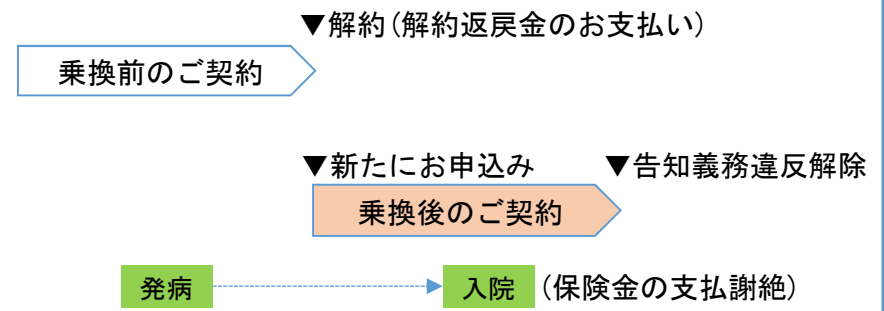 ▼解約(解約返戻金のお支払い)
乗換前のご契約
▼新たにお申込み ▼告知義務違反解除
乗換後のご契約
発病 入院 (保険金の支払謝絶)